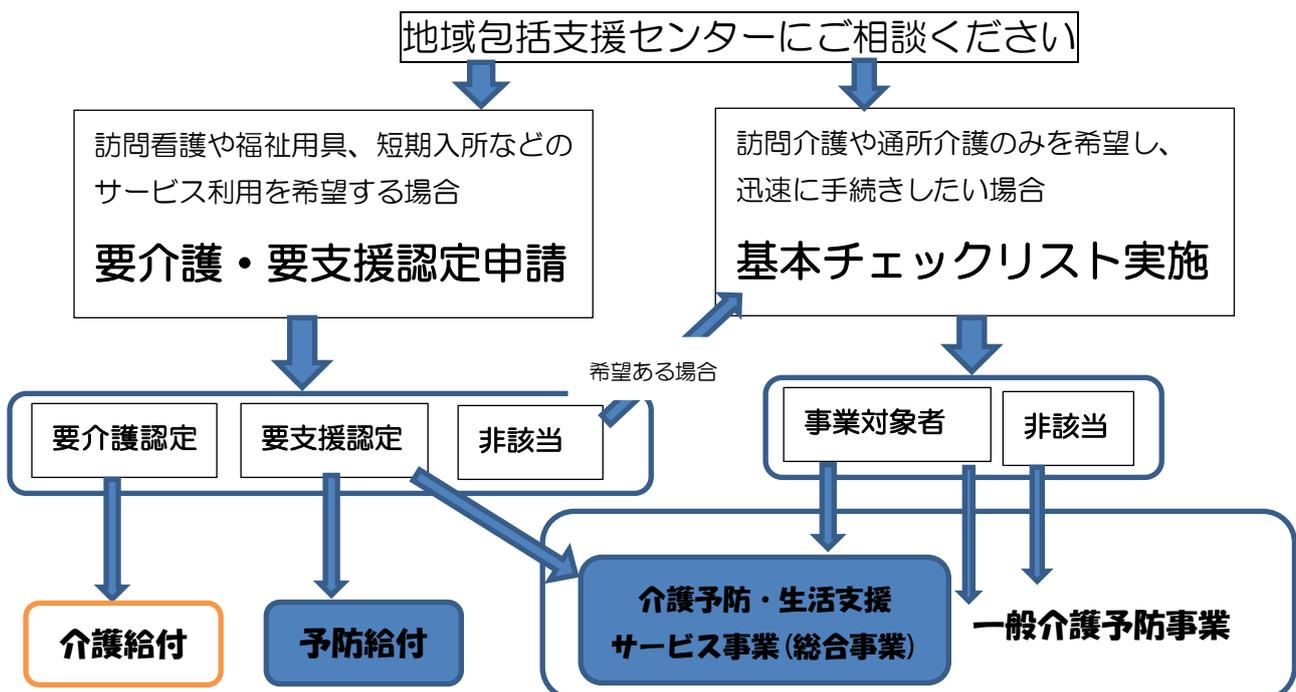 地域包括支援センターにご相談ください
訪問看護や福祉用具、短期入所などの
サービス利用を希望する場合
要介護・要支援認定申請
訪問介護や通所介護のみを希望し、
迅速に手続きしたい場合
基本チェックリスト実施
希望ある場合
要介護認定
要支援認定
非該当
事業対象者
非該当
介護給付
予防給付
介護予防・生活支援
サービス事業(総合事業)
一般介護予防事業